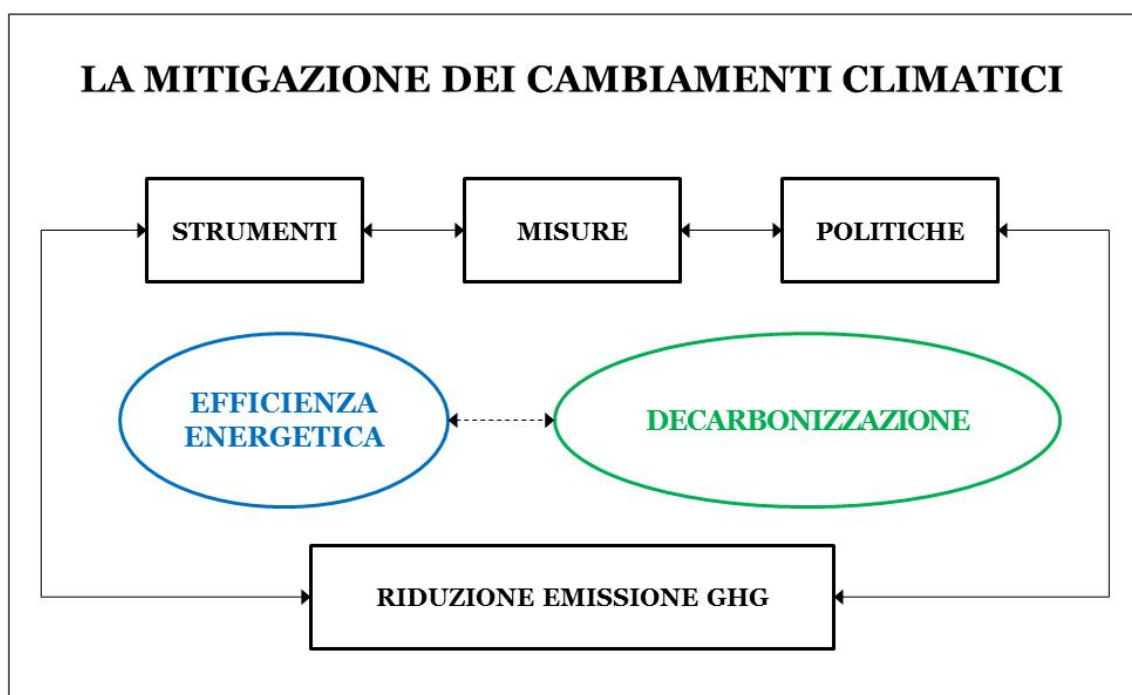 LA MITIGAZIONE DEI CAMBIAMENTI CLIMATICI
STRUMENTI
MISURE
POLITICHE
EFFICIENZA
ENERGETICA
DECARBONIZZAZIONE
RIDUZIONE EMISSIONE GHG